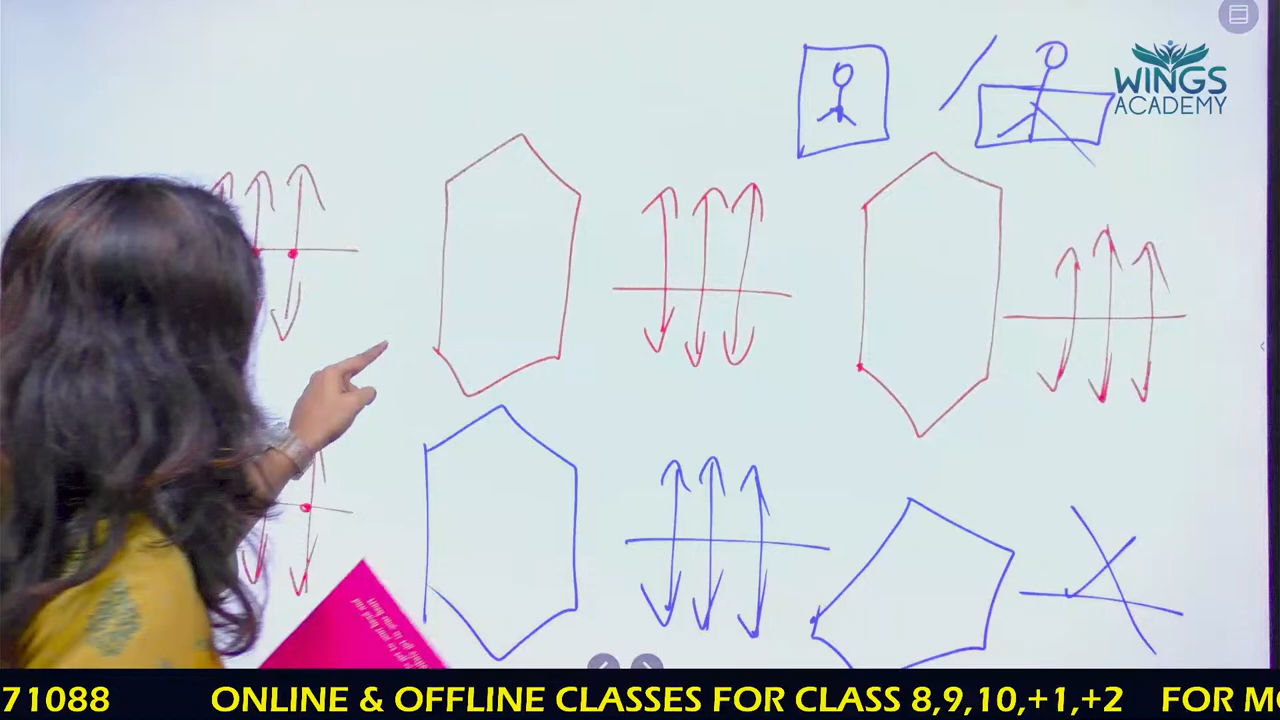 WINGS
ACADEMY
71088 ONLINE & OFFLINE CLASSES FOR CLASS 8,9,10,+1,+2 FOR M